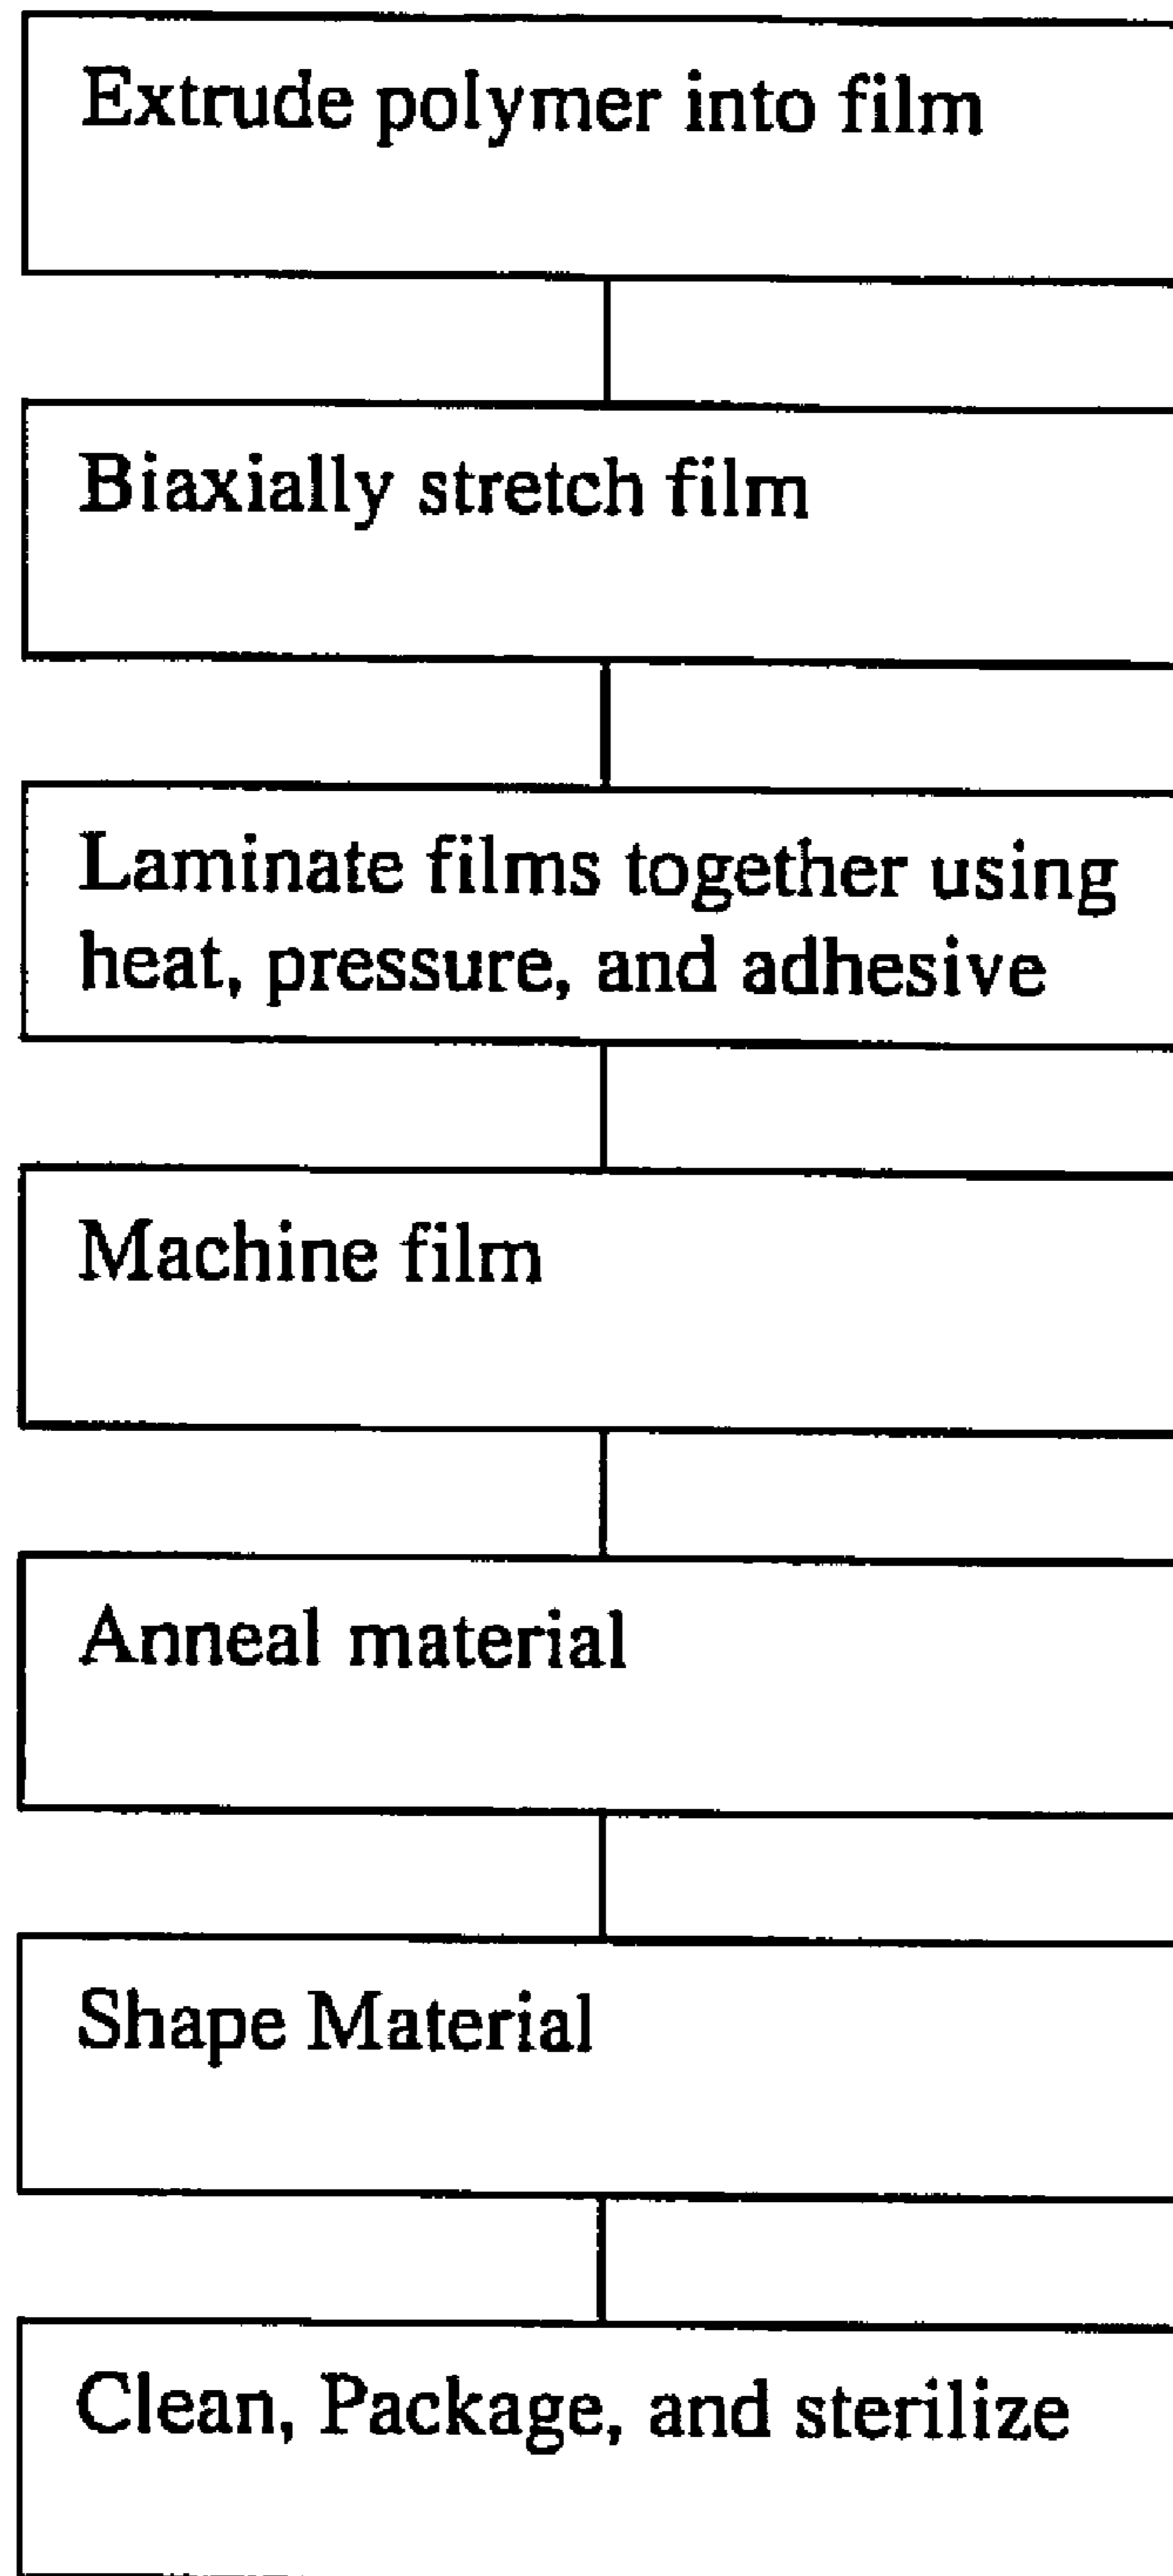 Extrude polymer into film
Biaxially stretch film
Laminate films together using
heat, pressure, and adhesive
Machine film
Anneal material
Shape Material
Clean, Package, and sterilize